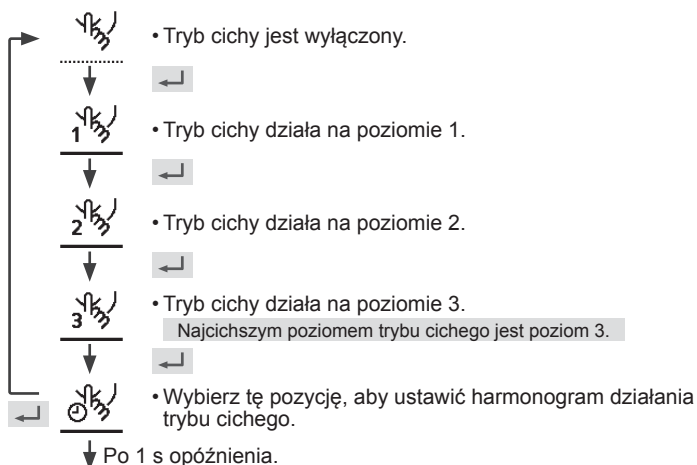 • Tryb cichy jest wyłączony.
1
• Tryb cichy działa na poziomie 1.
2
• Tryb cichy działa na poziomie 2.
3
• Tryb cichy działa na poziomie 3.
Najcichszym poziomem trybu cichego jest poziom 3.
• Wybierz tę pozycję, aby ustawić harmonogram działania
trybu cichego.
Po 1 s opóźnienia.